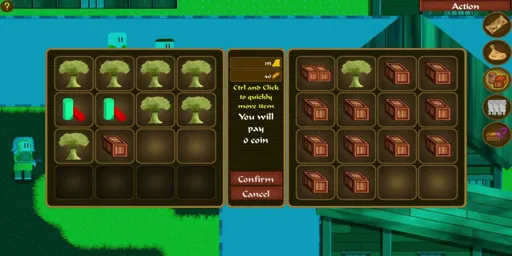 ?
Action
Ctrl and Click
to quickly
move item
You will
pay
0 coin
Confirm
Cancel